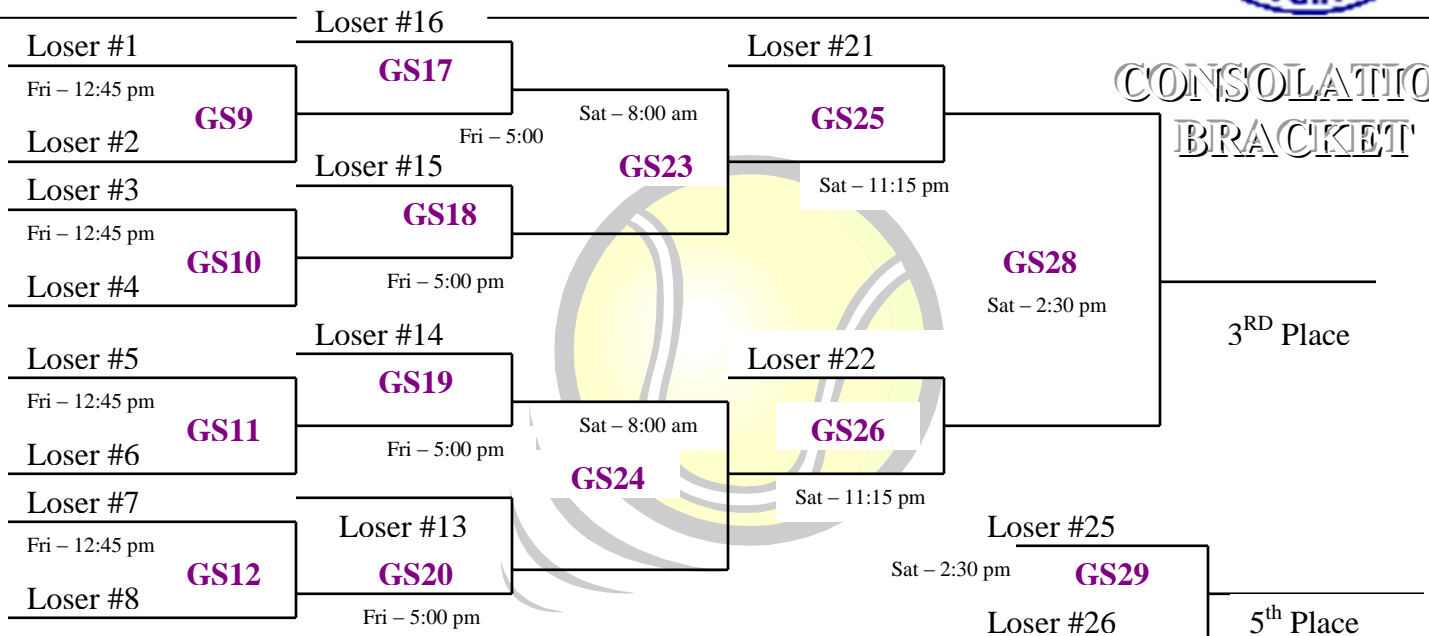 Loser #16
Loser #1
Loser #21
CONSOLATIO
BRACKET
GS17
Fri – 12:45 pm
GS9
Sat – 8:00 am
GS25
Fri – 5:00
Loser #2
Loser #15
GS23
Sat – 11:15 pm
Loser #3
GS18
Fri – 12:45 pm
GS10
GS28
Fri – 5:00 pm
Loser #4
Sat – 2:30 pm
Loser #14
3RD Place
Loser #5
Loser #22
GS19
Fri – 12:45 pm
GS11
Sat – 8:00 am
GS26
Fri – 5:00 pm
Loser #6
GS24
Sat – 11:15 pm
Loser #7
Loser #13
Loser #25
Fri – 12:45 pm
GS12
GS20
Sat – 2:30 pm
GS29
Loser #8
Fri – 5:00 pm
Loser #26
5th Place